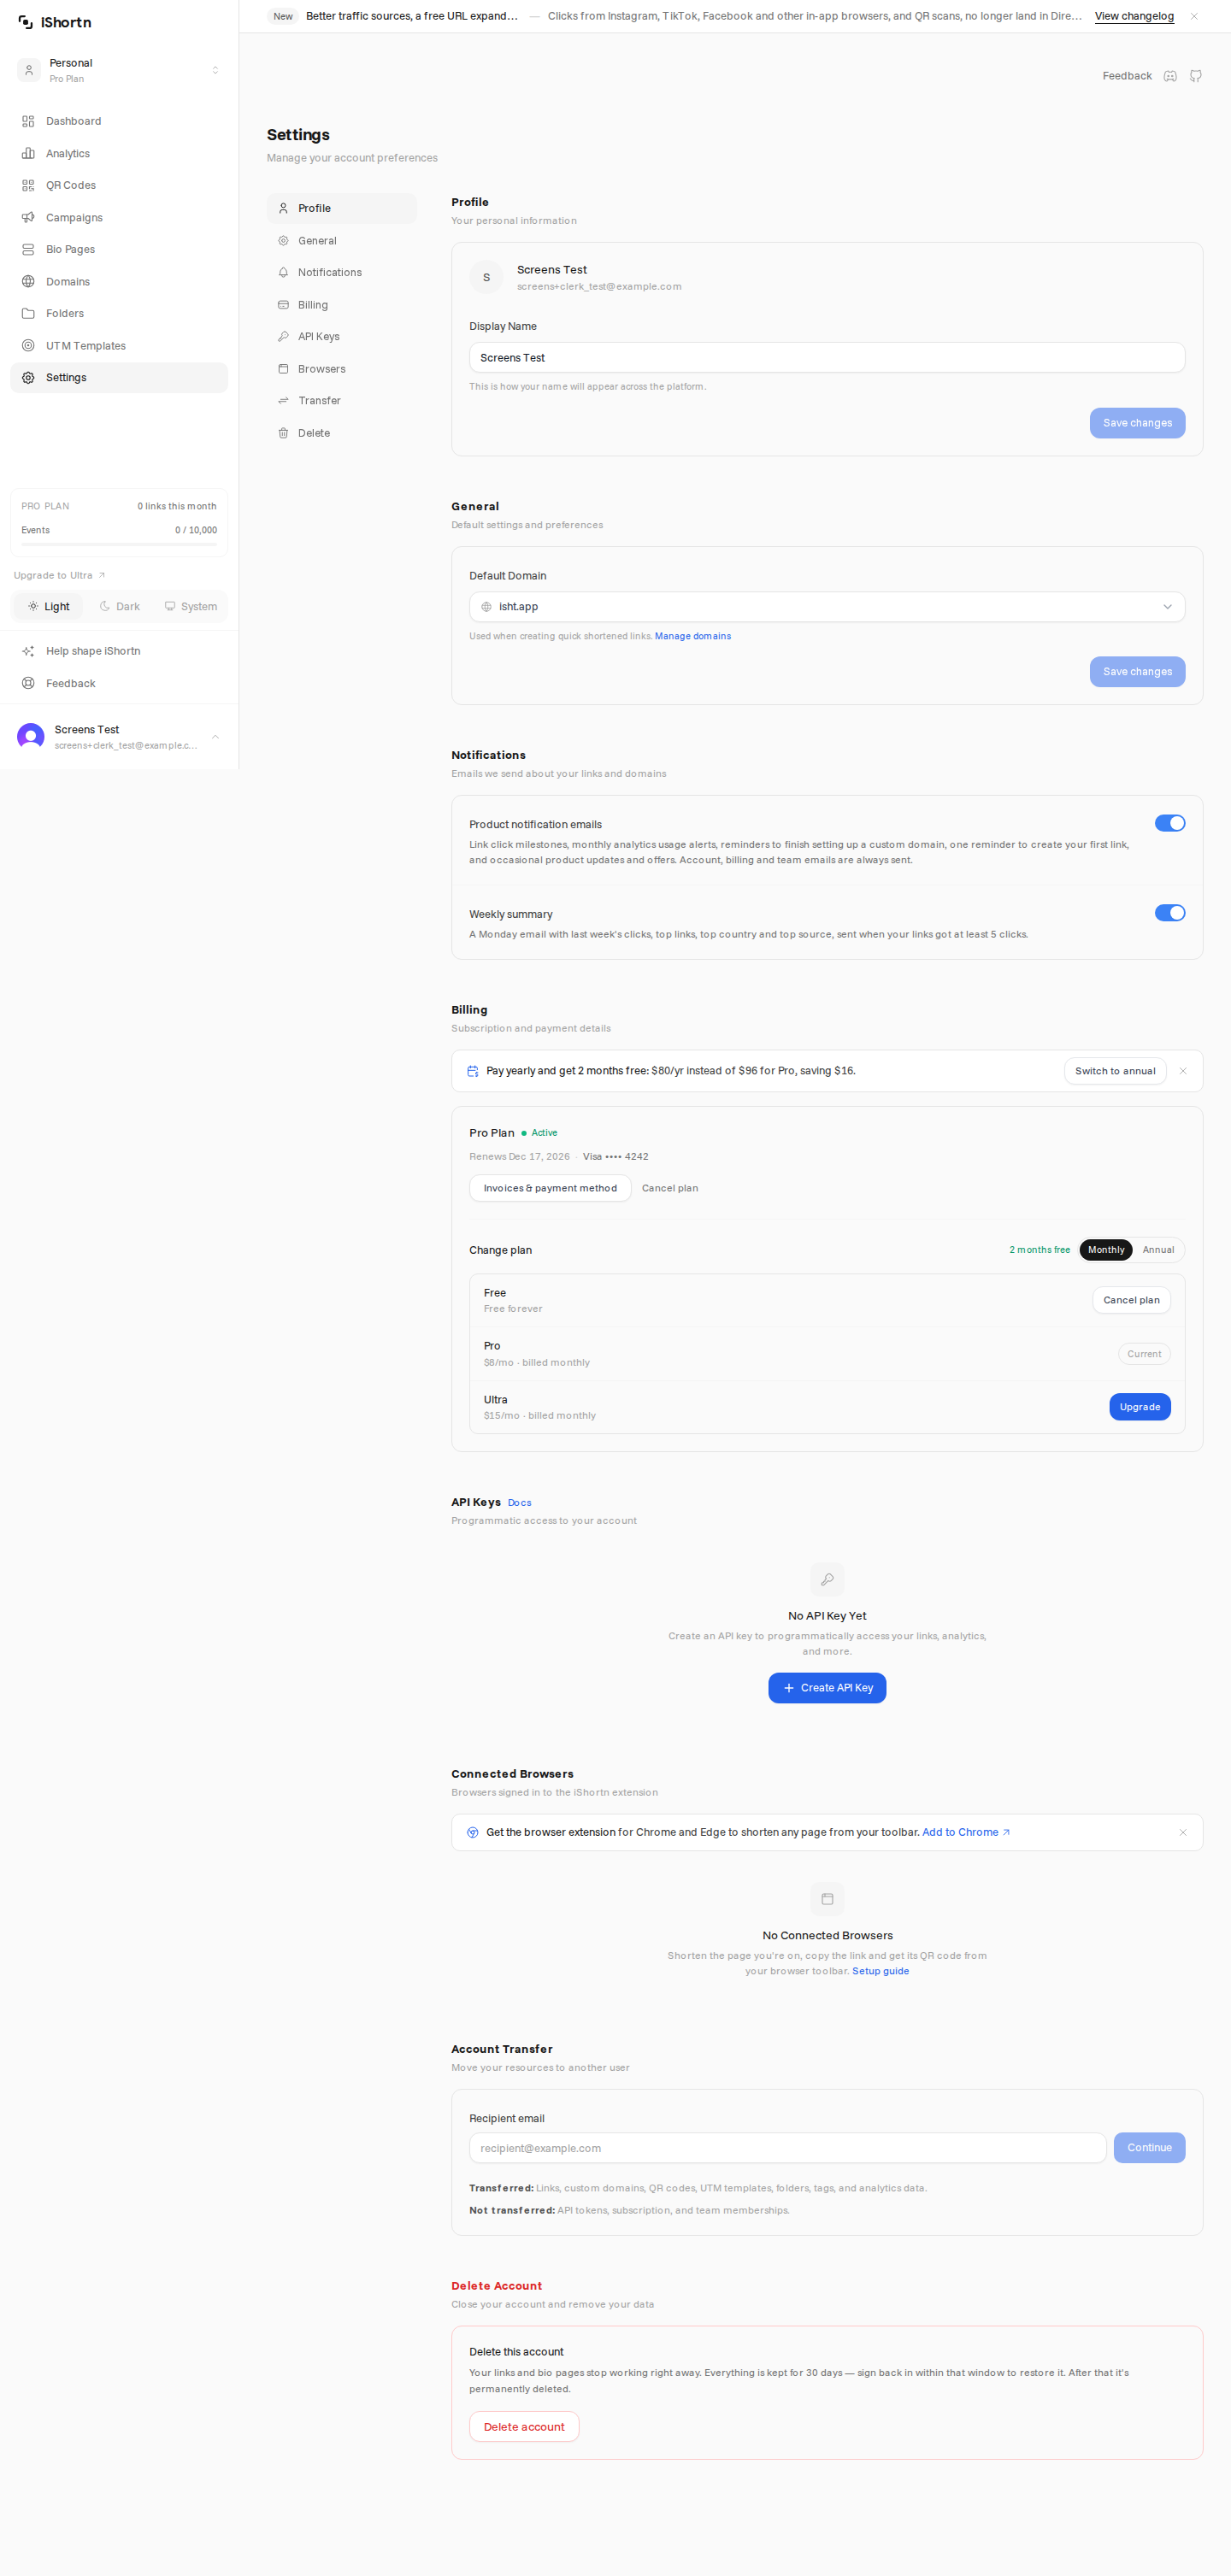 iShortn
New
Better traffic sources, a free URL expand...
—
Clicks from Instagram, TikTok, Facebook and other in-app browsers, and QR scans, no longer land in Dire...
View changelog
Personal
Pro Plan
Feedback
Dashboard
Analytics
QR Codes
Campaigns
Bio Pages
Domains
Folders
UTM Templates
Settings
PRO PLAN
0 links this month
Events
0 / 10,000
Upgrade to Ultra
Light
Dark
System
Help shape iShortn
Feedback
Screens Test
screens+clerk_test@example.c...
Settings
Manage your account preferences
Profile
General
Notifications
Billing
API Keys
Browsers
Transfer
Delete
Profile
Your personal information
S
Screens Test
screens+clerk_test@example.com
Display Name
Screens Test
This is how your name will appear across the platform.
Save changes
General
Default settings and preferences
Default Domain
isht.app
Used when creating quick shortened links. Manage domains
Save changes
Notifications
Emails we send about your links and domains
Product notification emails
Link click milestones, monthly analytics usage alerts, reminders to finish setting up a custom domain, one reminder to create your first link,
and occasional product updates and offers. Account, billing and team emails are always sent.
Weekly summary
A Monday email with last week's clicks, top links, top country and top source, sent when your links got at least 5 clicks.
Billing
Subscription and payment details
Pay yearly and get 2 months free: $80/yr instead of $96 for Pro, saving $16.
Switch to annual
Pro Plan
Active
Renews Dec 17, 2026 · Visa •••• 4242
Invoices & payment method
Cancel plan
Change plan
2 months free
Monthly
Annual
Free
Free forever
Cancel plan
Pro
$8/mo · billed monthly
Current
Ultra
$15/mo · billed monthly
Upgrade
API Keys Docs
Programmatic access to your account
No API Key Yet
Create an API key to programmatically access your links, analytics,
and more.
Create API Key
Connected Browsers
Browsers signed in to the iShortn extension
Get the browser extension for Chrome and Edge to shorten any page from your toolbar. Add to Chrome
No Connected Browsers
Shorten the page you're on, copy the link and get its QR code from
your browser toolbar. Setup guide
Account Transfer
Move your resources to another user
Recipient email
recipient@example.com
Continue
Transferred: Links, custom domains, QR codes, UTM templates, folders, tags, and analytics data.
Not transferred: API tokens, subscription, and team memberships.
Delete Account
Close your account and remove your data
Delete this account
Your links and bio pages stop working right away. Everything is kept for 30 days — sign back in within that window to restore it. After that it's
permanently deleted.
Delete account